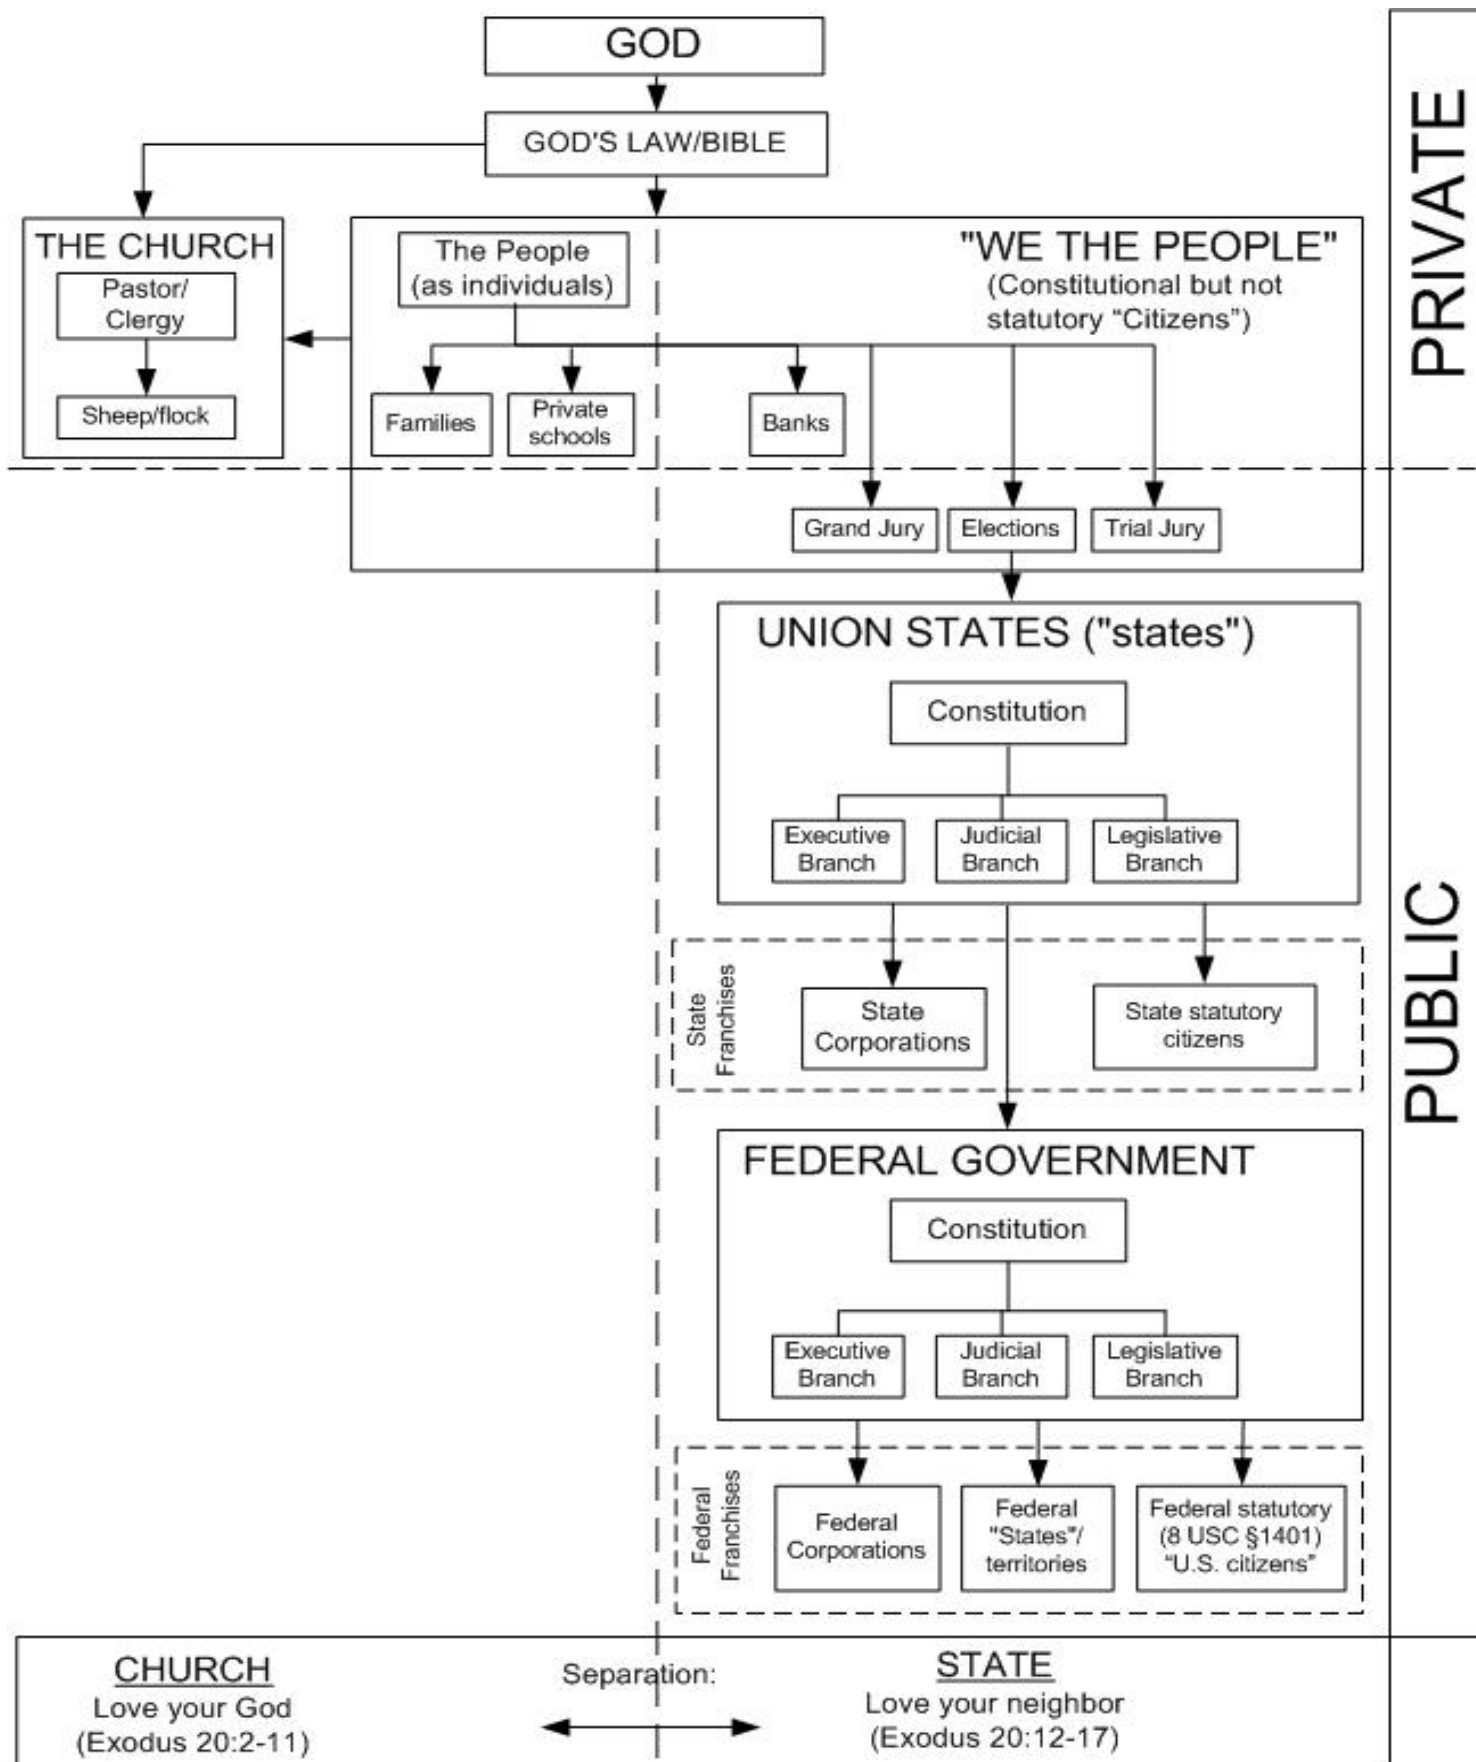 GOD
GOD'S LAW/BIBLE
THE CHURCH
Pastor/
Clergy
Sheep/flock
The People
(as individuals)
"WE THE PEOPLE"
(Constitutional but not
statutory “Citizens”)
Families
Private
schools
Banks
Grand Jury
Elections
Trial Jury
PRIVATE
UNION STATES ("states")
Constitution
Executive
Branch
Judicial
Branch
Legislative
Branch
State
Franchises
State
Corporations
State statutory
citizens
PUBLIC
FEDERAL GOVERNMENT
Constitution
Executive
Branch
Judicial
Branch
Legislative
Branch
Federal
Franchises
Federal
Corporations
Federal
"States"/
territories
Federal statutory
(8 USC §1401)
“U.S. citizens”
CHURCH
Love your God
(Exodus 20:2-11)
Separation:
STATE
Love your neighbor
(Exodus 20:12-17)